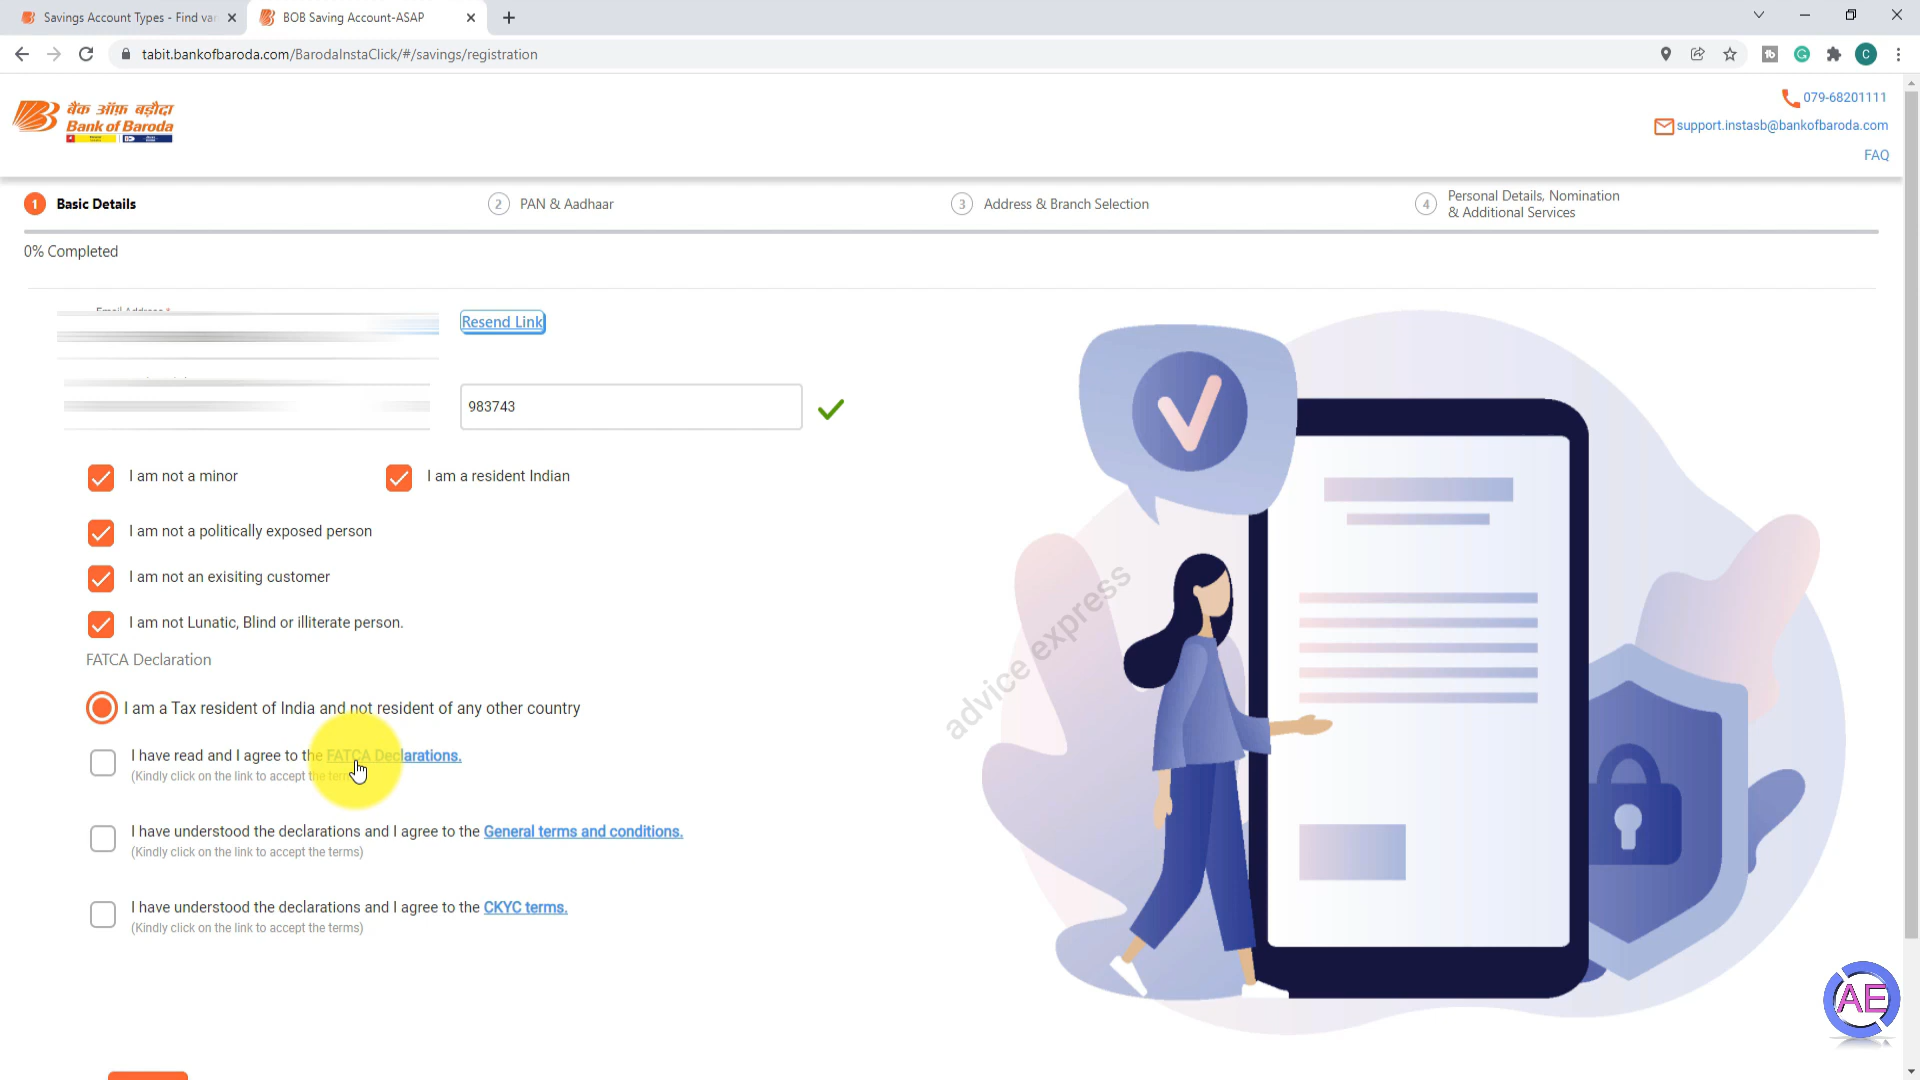 Savings Account Types - Find va
BOB Saving Account-ASAP
tabit.bankofbaroda.com/BarodaInstaClick/#/savings/registration
C
बैंक ऑफ़ बड़ौदा
Bank of Baroda
079-68201111
support.instasb@bankofbaroda.com
FAQ
1 Basic Details
2 PAN & Aadhaar
3 Address & Branch Selection
4 Personal Details, Nomination
& Additional Services
0% Completed
Email Address *
Resend Link
983743
I am not a minor
I am a resident Indian
I am not a politically exposed person
I am not an exisiting customer
I am not Lunatic, Blind or illiterate person.
FATCA Declaration
I am a Tax resident of India and not resident of any other country
I have read and I agree to the FATCA Declarations.
(Kindly click on the link to accept the
I have understood the declarations and I agree to the General terms and conditions.
(Kindly click on the link to accept the terms)
I have understood the declarations and I agree to the CKYC terms.
(Kindly click on the link to accept the terms)
advice express
AE